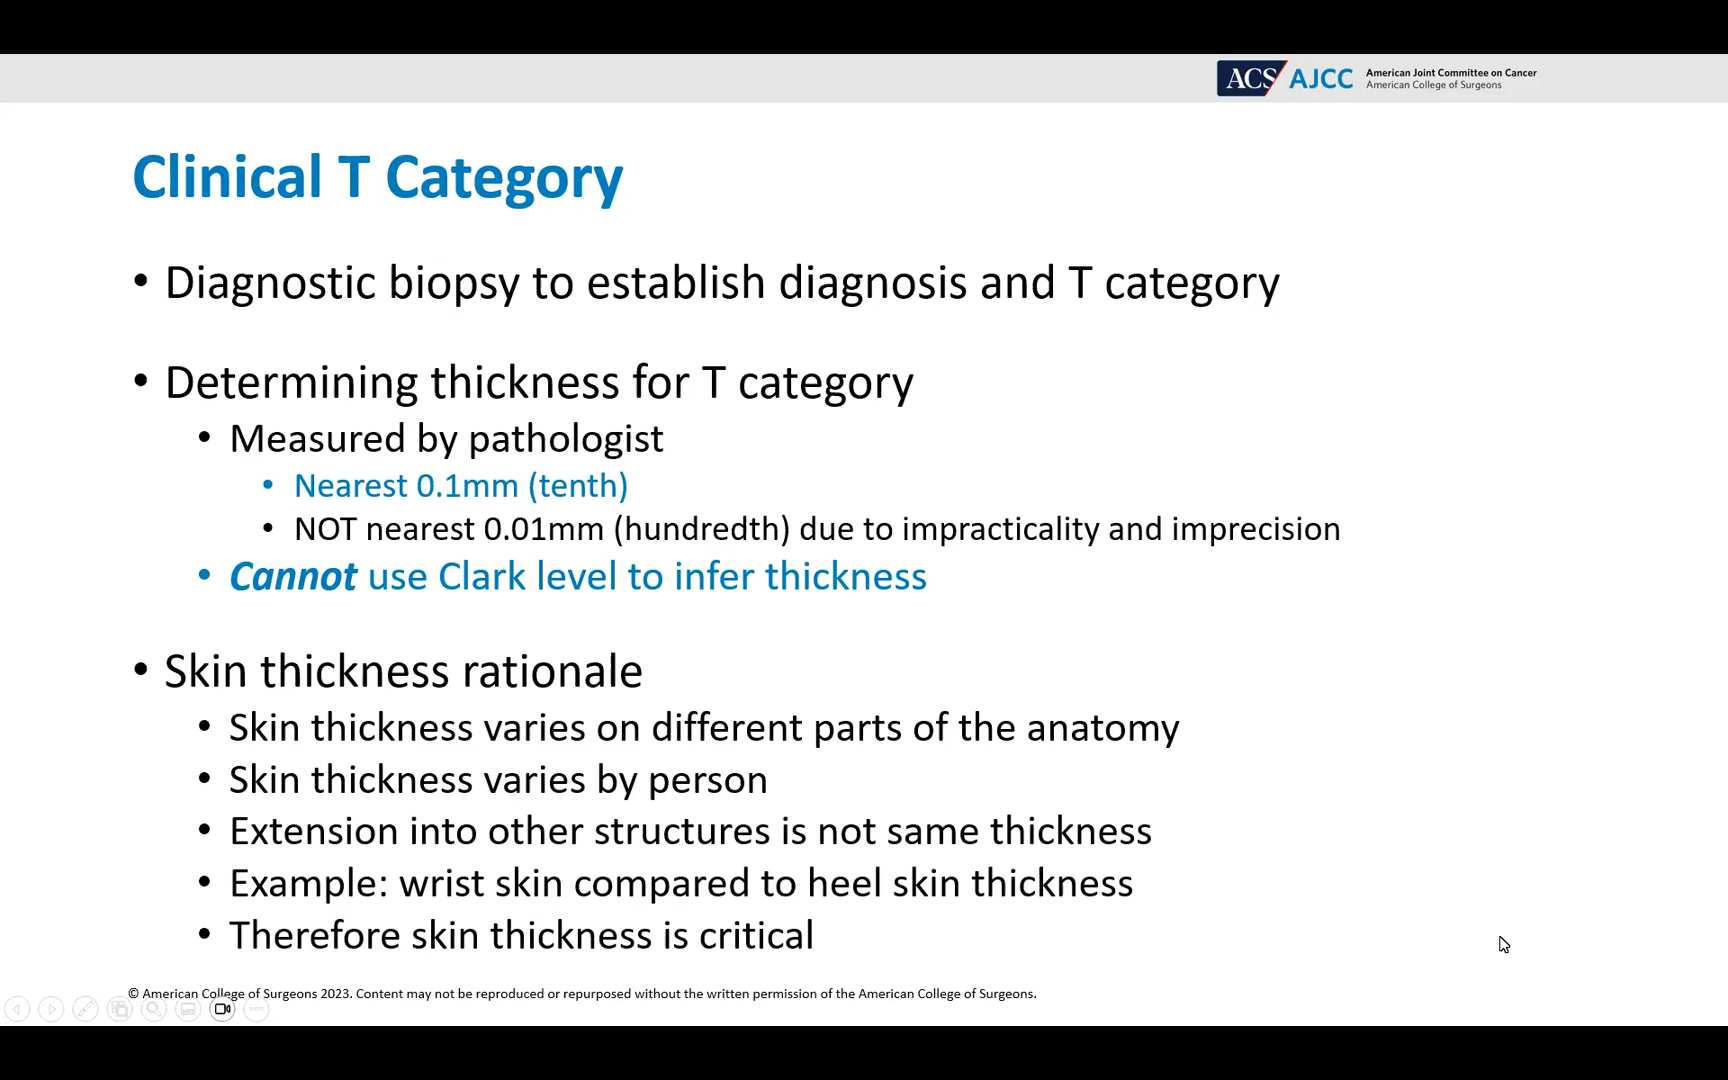 ACS AJCC American Joint Committee on Cancer
American College of Surgeons
Clinical T Category
• Diagnostic biopsy to establish diagnosis and T category
• Determining thickness for T category
• Measured by pathologist
• Nearest 0.1mm (tenth)
• NOT nearest 0.01mm (hundredth) due to impracticality and imprecision
• Cannot use Clark level to infer thickness
• Skin thickness rationale
• Skin thickness varies on different parts of the anatomy
• Skin thickness varies by person
• Extension into other structures is not same thickness
• Example: wrist skin compared to heel skin thickness
• Therefore skin thickness is critical
© American College of Surgeons 2023. Content may not be reproduced or repurposed without the written permission of the American College of Surgeons.